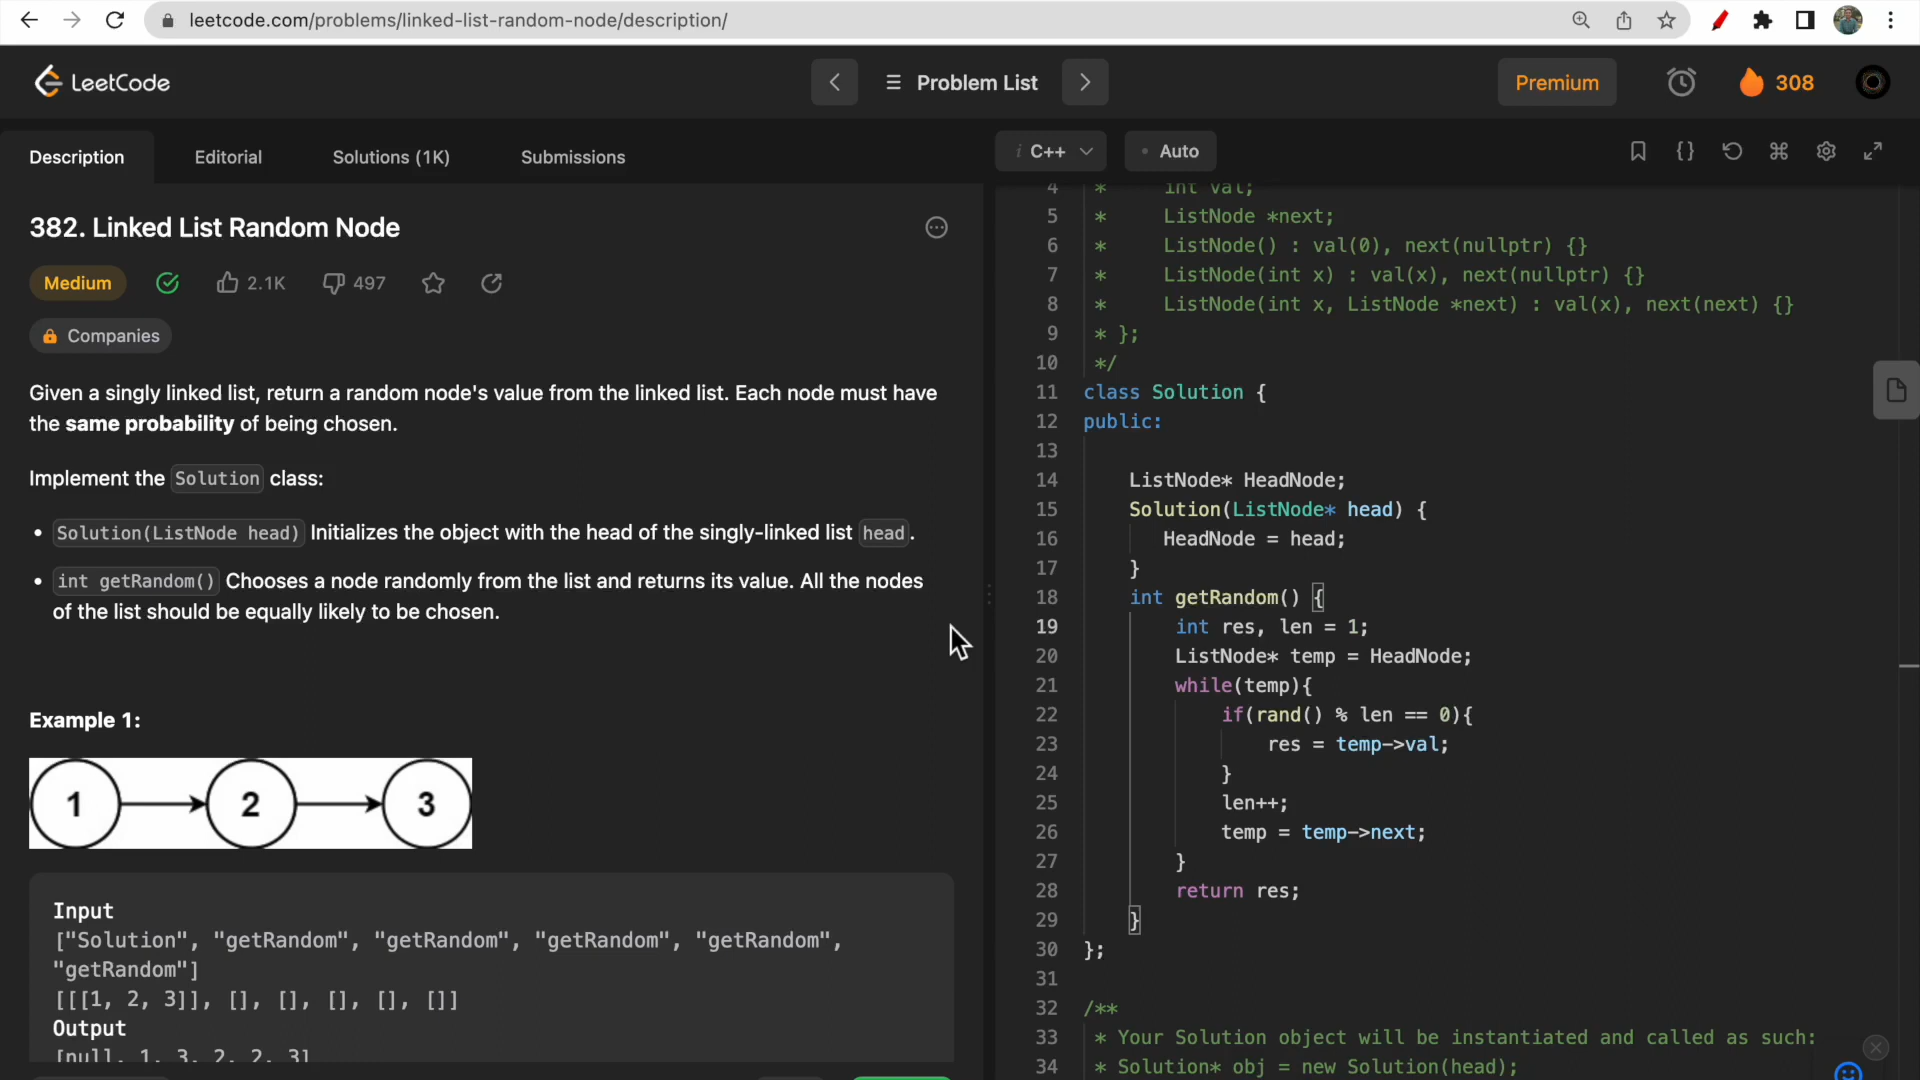 leetcode.com/problems/linked-list-random-node/description/
LeetCode
Problem List
Premium
308
Description
Editorial
Solutions (1K)
Submissions
382. Linked List Random Node
Medium
2.1K
497
Companies
Given a singly linked list, return a random node's value from the linked list. Each node must have
the same probability of being chosen.
Implement the Solution class:
• Solution(ListNode head) Initializes the object with the head of the singly-linked list head.
• int getRandom() Chooses a node randomly from the list and returns its value. All the nodes
of the list should be equally likely to be chosen.
Example 1:
1 2 3
Input
["Solution", "getRandom", "getRandom", "getRandom", "getRandom",
"getRandom"]
[[[1, 2, 3]], [], [], [], [], []]
Output
[null, 1, 3, 2, 2, 3]
i C++
• Auto
4 * int val;
5 * ListNode *next;
6 * ListNode() : val(0), next(nullptr) {}
7 * ListNode(int x) : val(x), next(nullptr) {}
8 * ListNode(int x, ListNode *next) : val(x), next(next) {}
9 * };
10 */
11 class Solution {
12 public:
13
14 ListNode* HeadNode;
15 Solution(ListNode* head) {
16 HeadNode = head;
17 }
18 int getRandom() {
19 int res, len = 1;
20 ListNode* temp = HeadNode;
21 while(temp){
22 if(rand() % len == 0){
23 res = temp->val;
24 }
25 len++;
26 temp = temp->next;
27 }
28 return res;
29 }
30 };
31
32 /**
33 * Your Solution object will be instantiated and called as such:
34 * Solution* obj = new Solution(head);